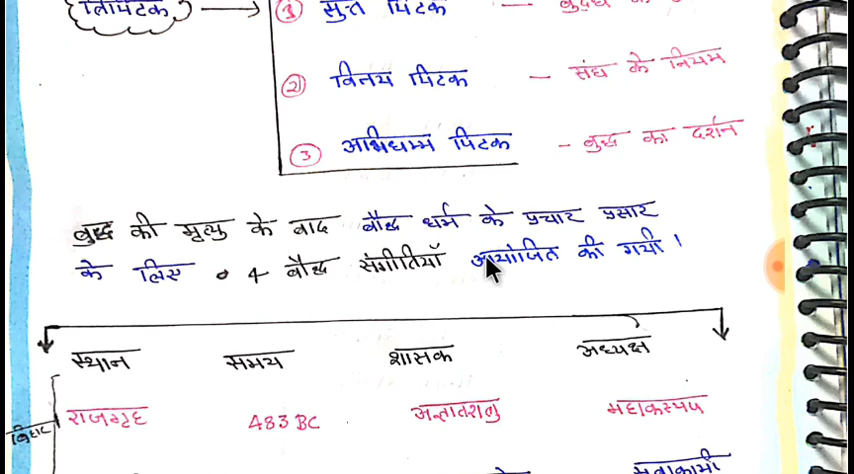 त्रिपिटक → ① सुत्त पिटक — बुद्ध के
② विनय पिटक — संघ के नियम
③ अभिधम्म पिटक - बुद्ध का दर्शन
बुद्ध की मृत्यु के बाद बौद्ध धर्म के प्रचार प्रसार
के लिए 4 बौद्ध संगीतियाँ आयोजित की गयी।
स्थान समय शासक अध्यक्ष
बिहार राजगृह 483 BC अजातशत्रु महाकस्यप